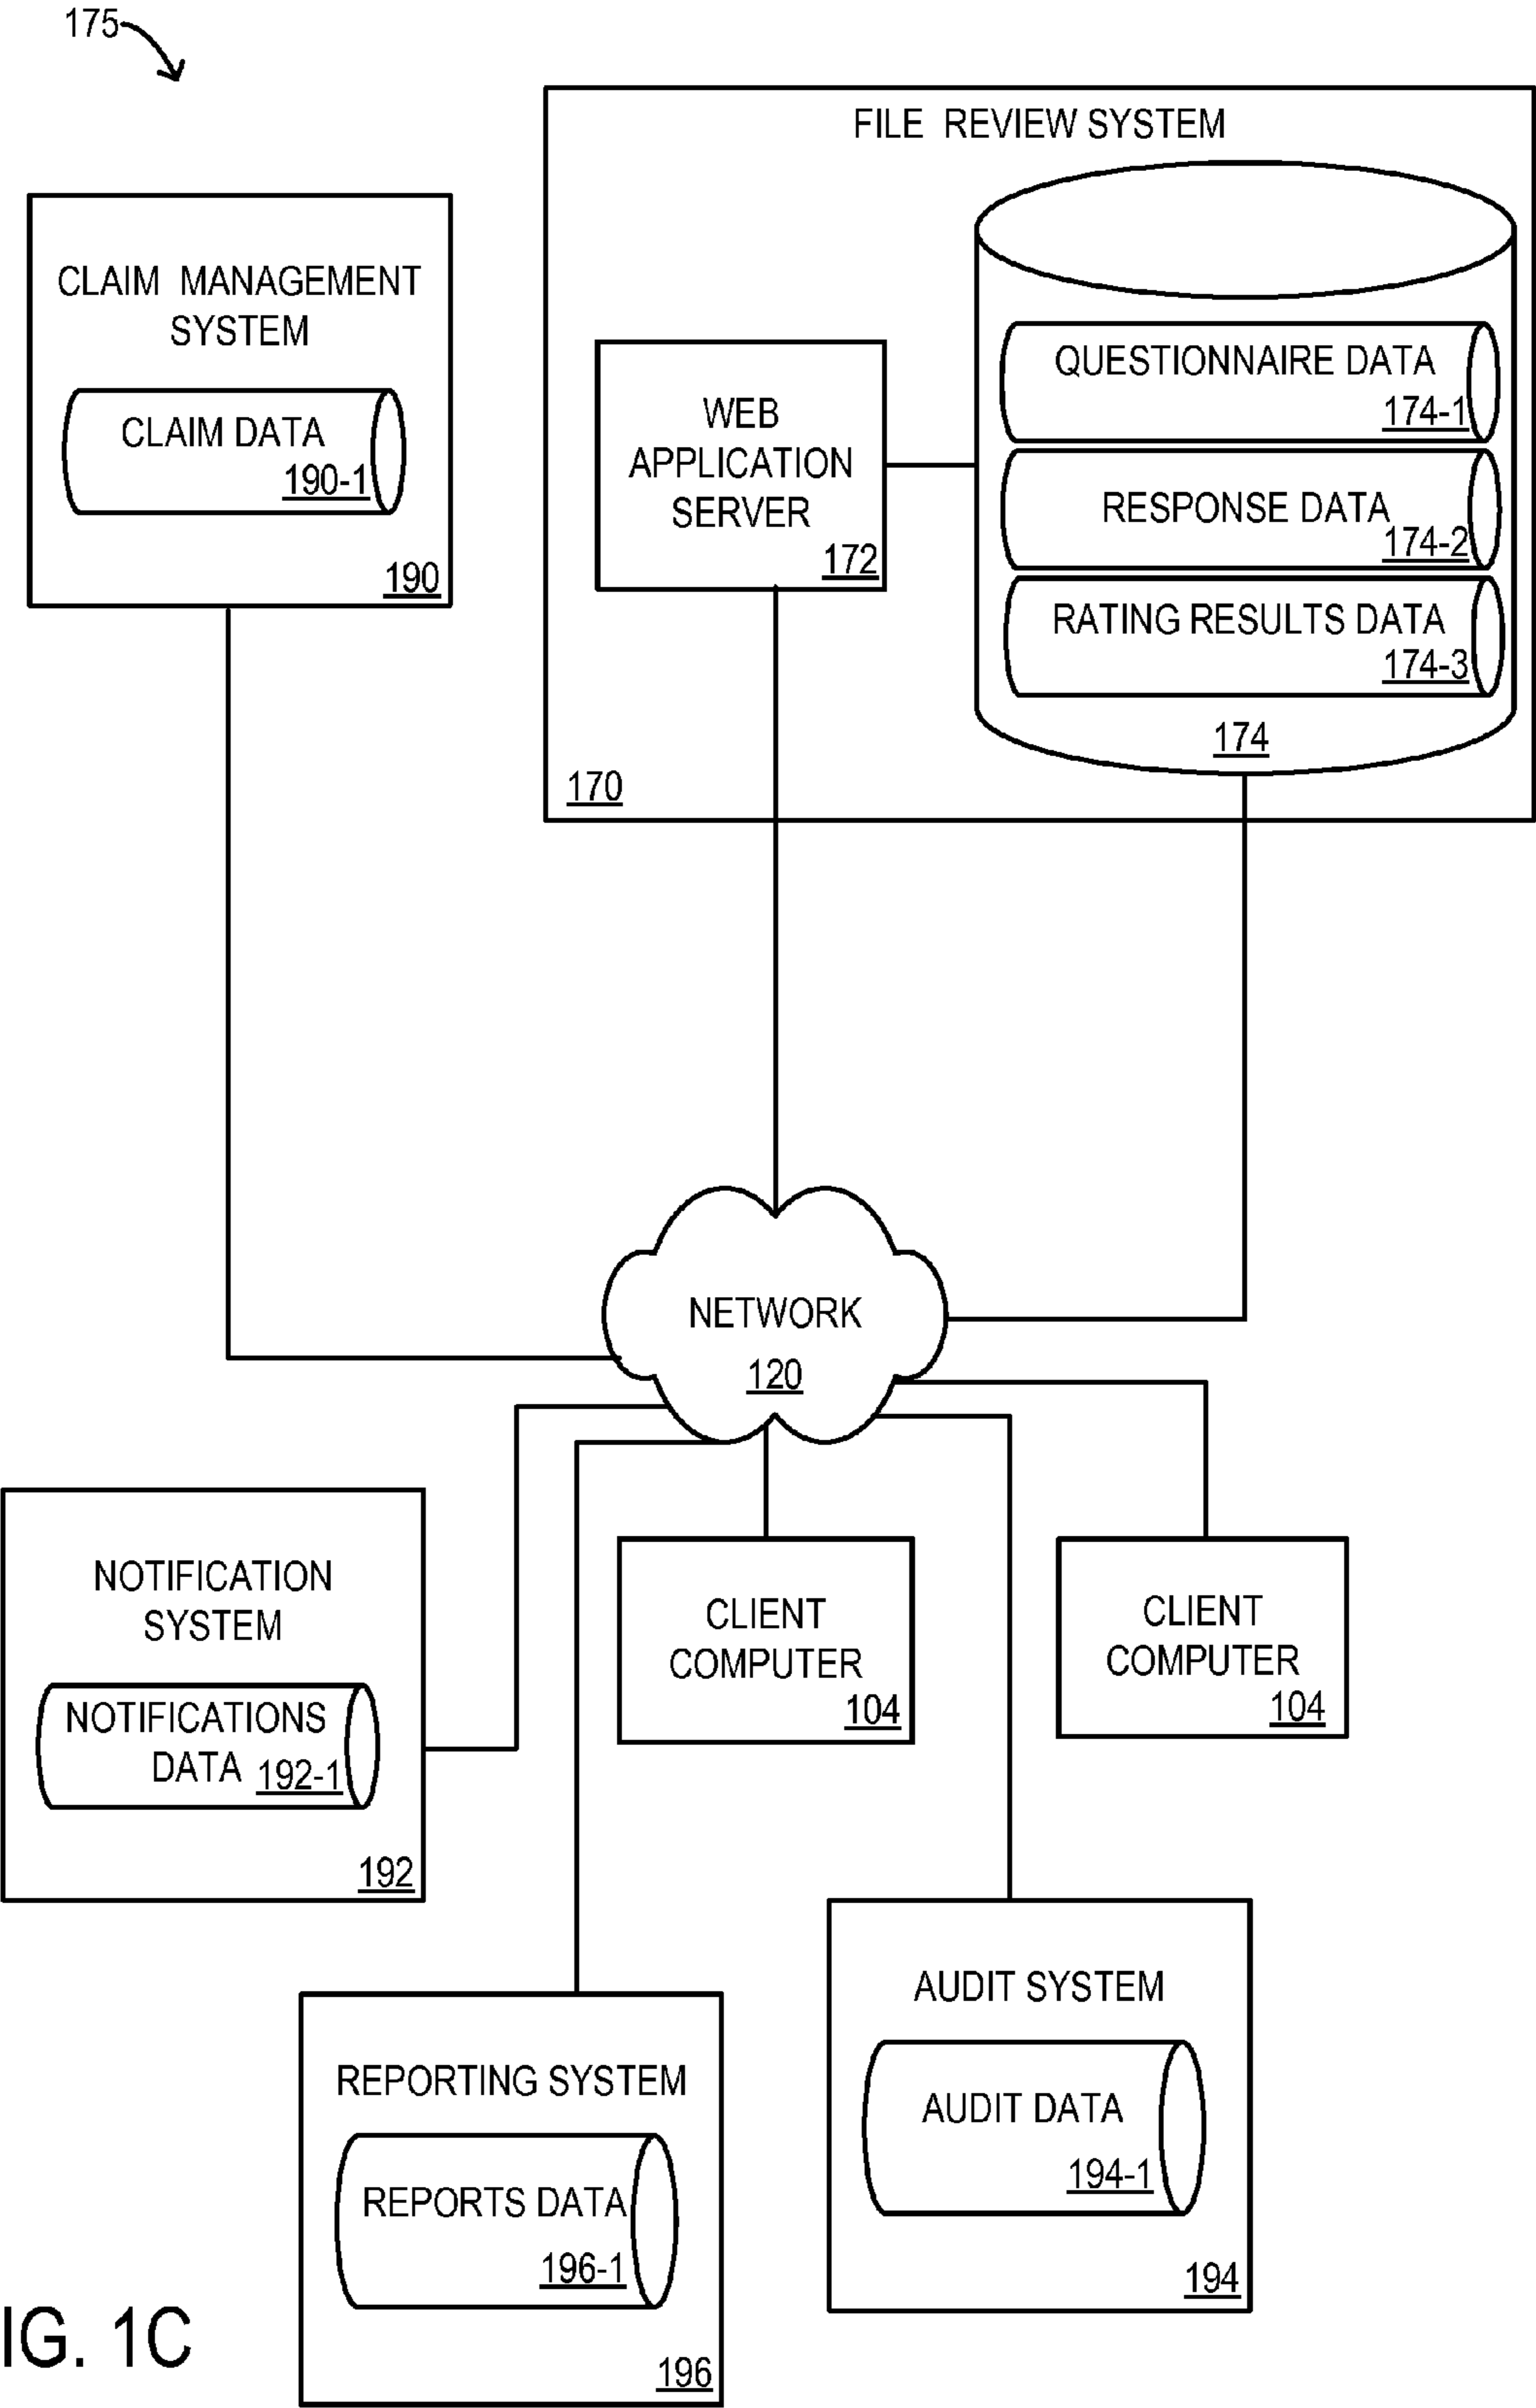 175
FILE REVIEW SYSTEM
CLAIM MANAGEMENT
SYSTEM
CLAIM DATA
190-1
190
WEB
APPLICATION
SERVER
172
QUESTIONNAIRE DATA
174-1
RESPONSE DATA
174-2
RATING RESULTS DATA
174-3
174
170
NETWORK
120
NOTIFICATION
SYSTEM
NOTIFICATIONS
DATA 192-1
192
CLIENT
COMPUTER
104
CLIENT
COMPUTER
104
REPORTING SYSTEM
REPORTS DATA
196-1
196
AUDIT SYSTEM
AUDIT DATA
194-1
194
IG. 1C